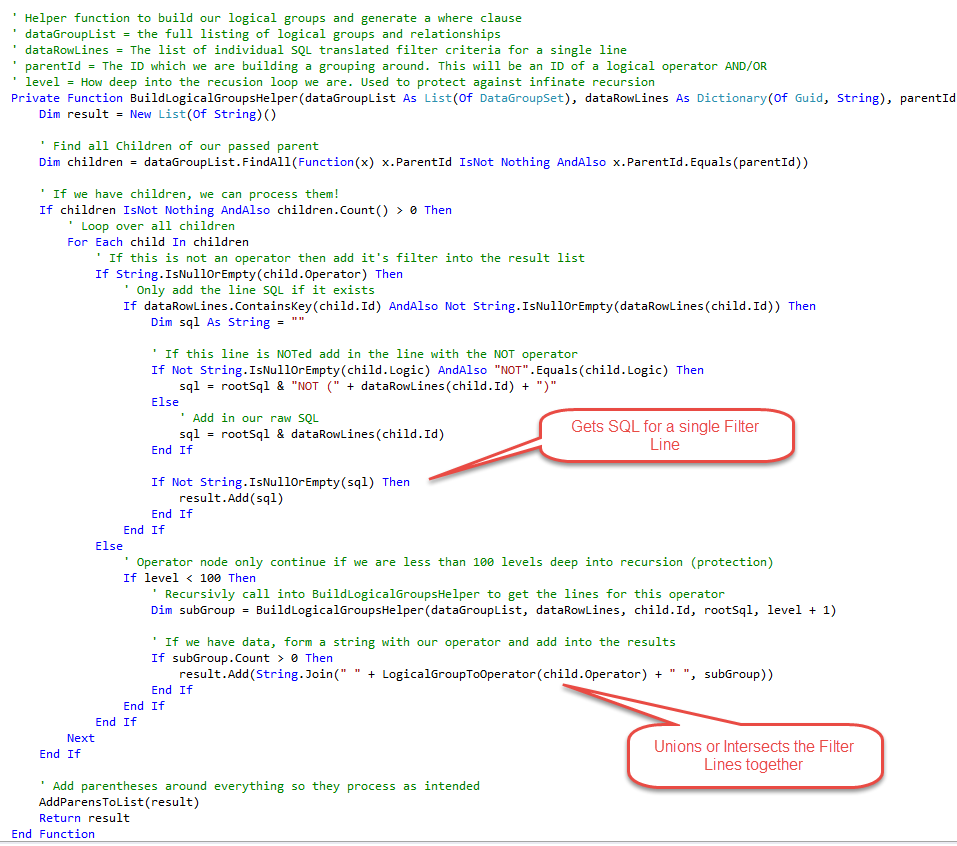 ' Helper function to build our logical groups and generate a where clause
' dataGroupList = the full listing of logical groups and relationships
' dataRowLines = The list of individual SQL translated filter criteria for a single line
' parentId = The ID which we are building a grouping around. This will be an ID of a logical operator AND/OR
' level = How deep into the recusion loop we are. Used to protect against infinate recursion
Private Function BuildLogicalGroupsHelper(dataGroupList As List(Of DataGroupSet), dataRowLines As Dictionary(Of Guid, String), parentId
Dim result = New List(Of String)()
' Find all Children of our passed parent
Dim children = dataGroupList.FindAll(Function(x) x.ParentId IsNot Nothing AndAlso x.ParentId.Equals(parentId))
' If we have children, we can process them!
If children IsNot Nothing AndAlso children.Count() > 0 Then
' Loop over all children
For Each child In children
' If this is not an operator then add it's filter into the result list
If String.IsNullOrEmpty(child.Operator) Then
' Only add the line SQL if it exists
If dataRowLines.ContainsKey(child.Id) AndAlso Not String.IsNullOrEmpty(dataRowLines(child.Id)) Then
Dim sql As String = ""
' If this line is NOTed add in the line with the NOT operator
If Not String.IsNullOrEmpty(child.Logic) AndAlso "NOT".Equals(child.Logic) Then
sql = rootSql & "NOT (" + dataRowLines(child.Id) + ")"
Else
' Add in our raw SQL
sql = rootSql & dataRowLines(child.Id)
End If
Gets SQL for a single Filter
Line
If Not String.IsNullOrEmpty(sql) Then
result.Add(sql)
End If
End If
Else
' Operator node only continue if we are less than 100 levels deep into recursion (protection)
If level < 100 Then
' Recursivly call into BuildLogicalGroupsHelper to get the lines for this operator
Dim subGroup = BuildLogicalGroupsHelper(dataGroupList, dataRowLines, child.Id, rootSql, level + 1)
' If we have data, form a string with our operator and add into the results
If subGroup.Count > 0 Then
result.Add(String.Join(" " + LogicalGroupToOperator(child.Operator) + " ", subGroup))
End If
End If
End If
Next
End If
Unions or Intersects the Filter
Lines together
' Add parentheses around everything so they process as intended
AddParensToList(result)
Return result
End Function